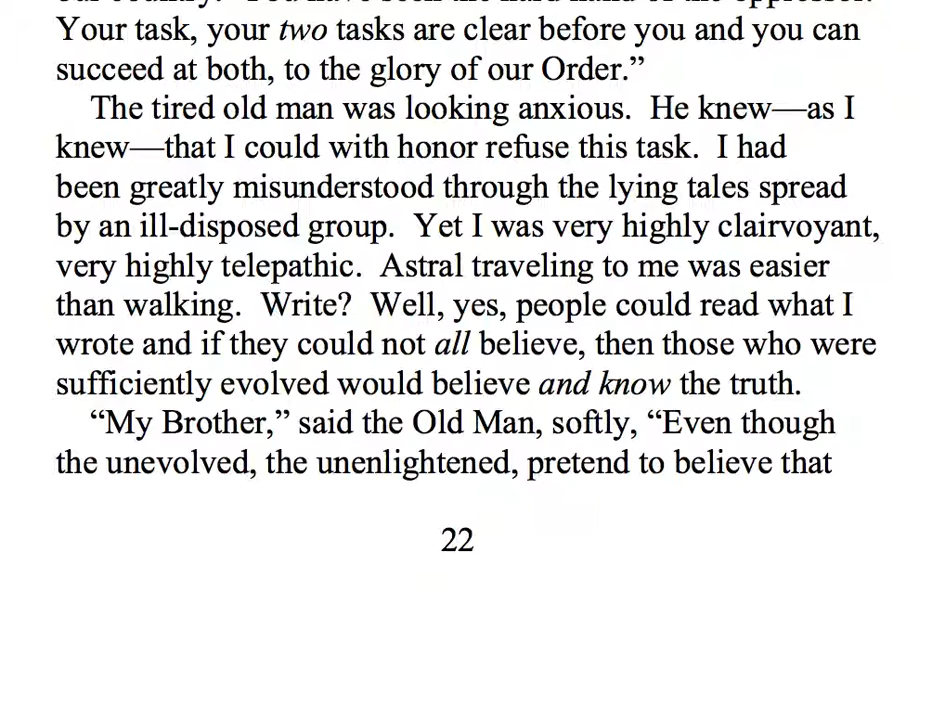 Your task, your two tasks are clear before you and you can
succeed at both, to the glory of our Order.”
The tired old man was looking anxious.  He knew—as I
knew—that I could with honor refuse this task.  I had
been greatly misunderstood through the lying tales spread
by an ill-disposed group.  Yet I was very highly clairvoyant,
very highly telepathic.  Astral traveling to me was easier
than walking.  Write?  Well, yes, people could read what I
wrote and if they could not all believe, then those who were
sufficiently evolved would believe and know the truth.
“My Brother,” said the Old Man, softly, “Even though
the unevolved, the unenlightened, pretend to believe that
22